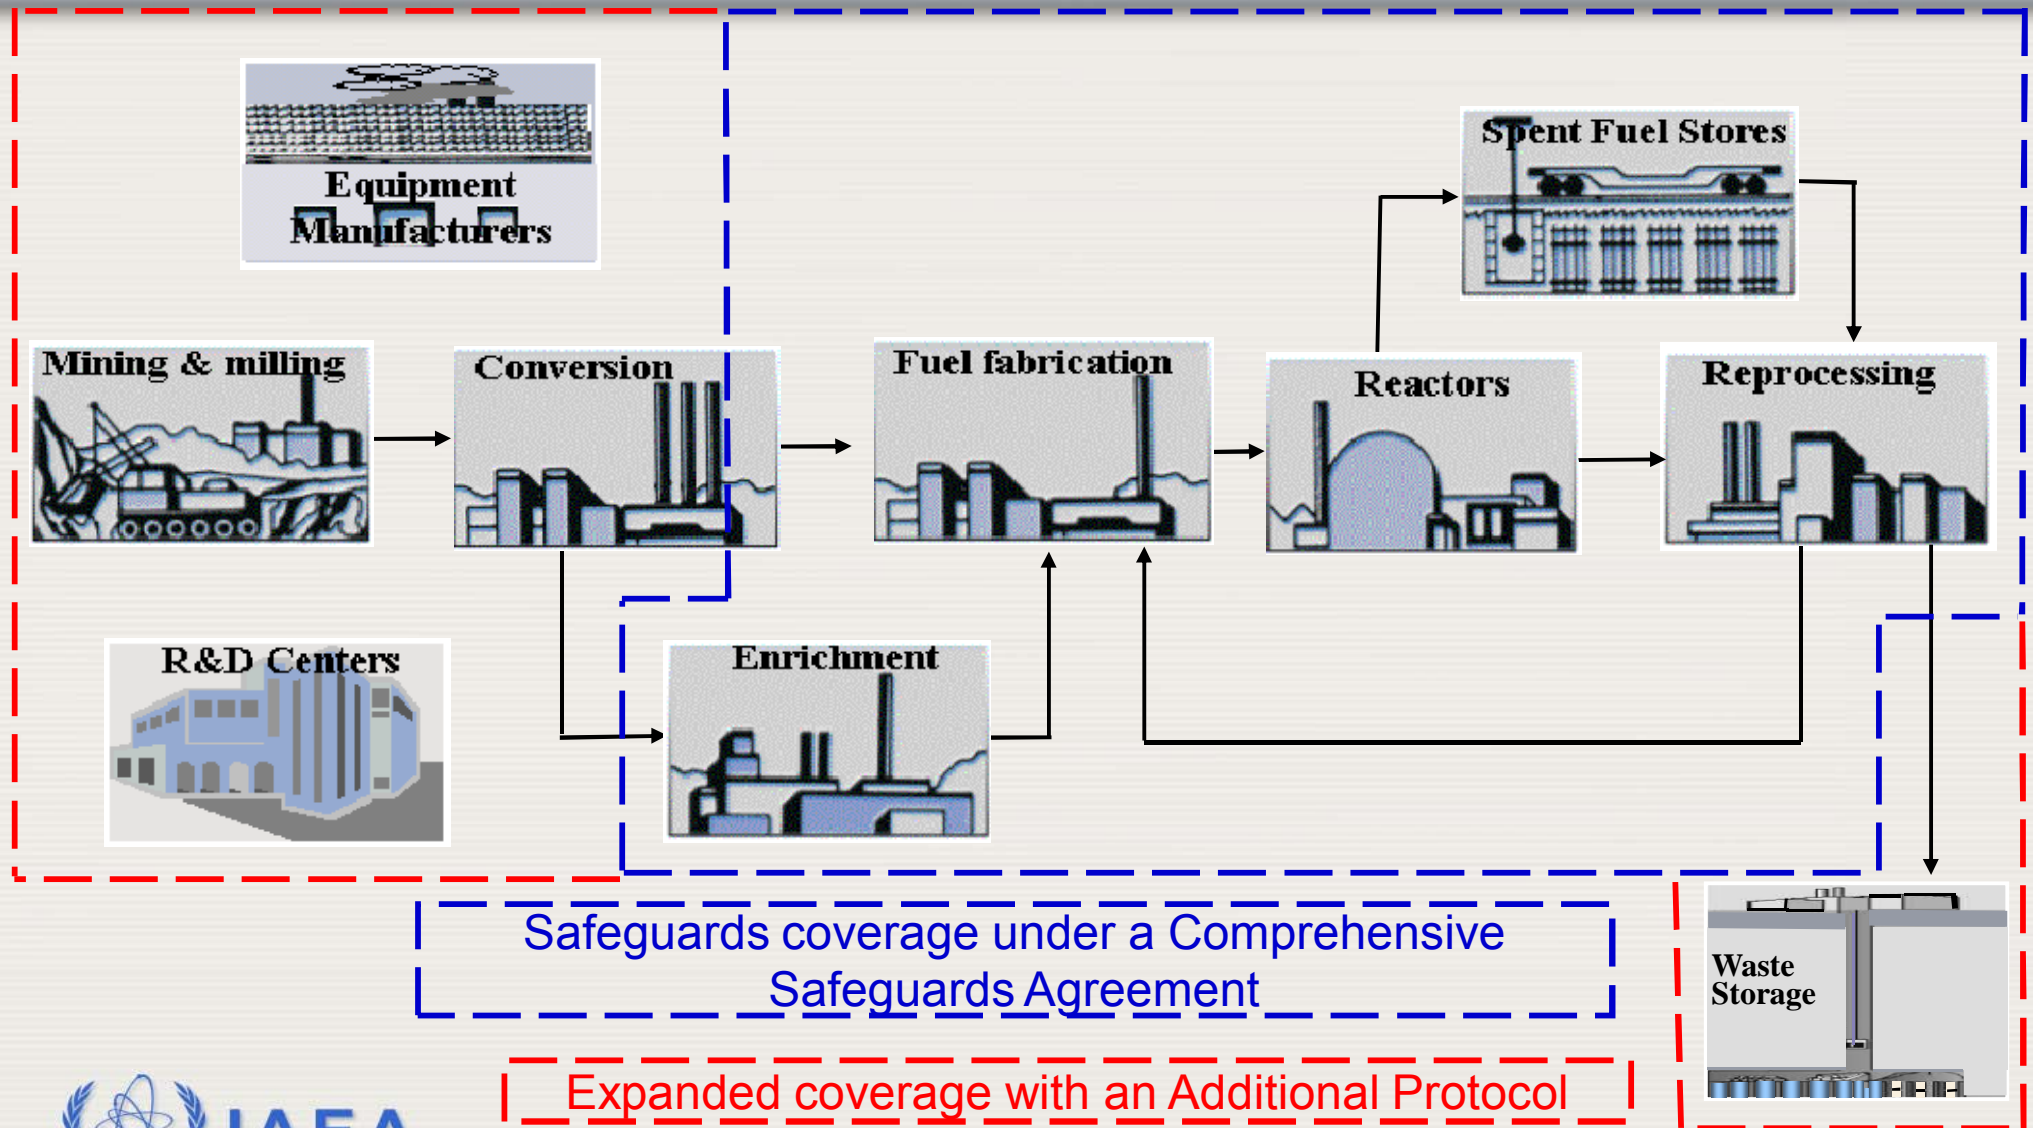 Equipment
Manufacturers
Spent Fuel Stores
Mining & milling
Conversion
Fuel fabrication
Reactors
Reprocessing
R&D Centers
Enrichment
Safeguards coverage under a Comprehensive
Safeguards Agreement
Waste
Storage
Expanded coverage with an Additional Protocol
IAEA